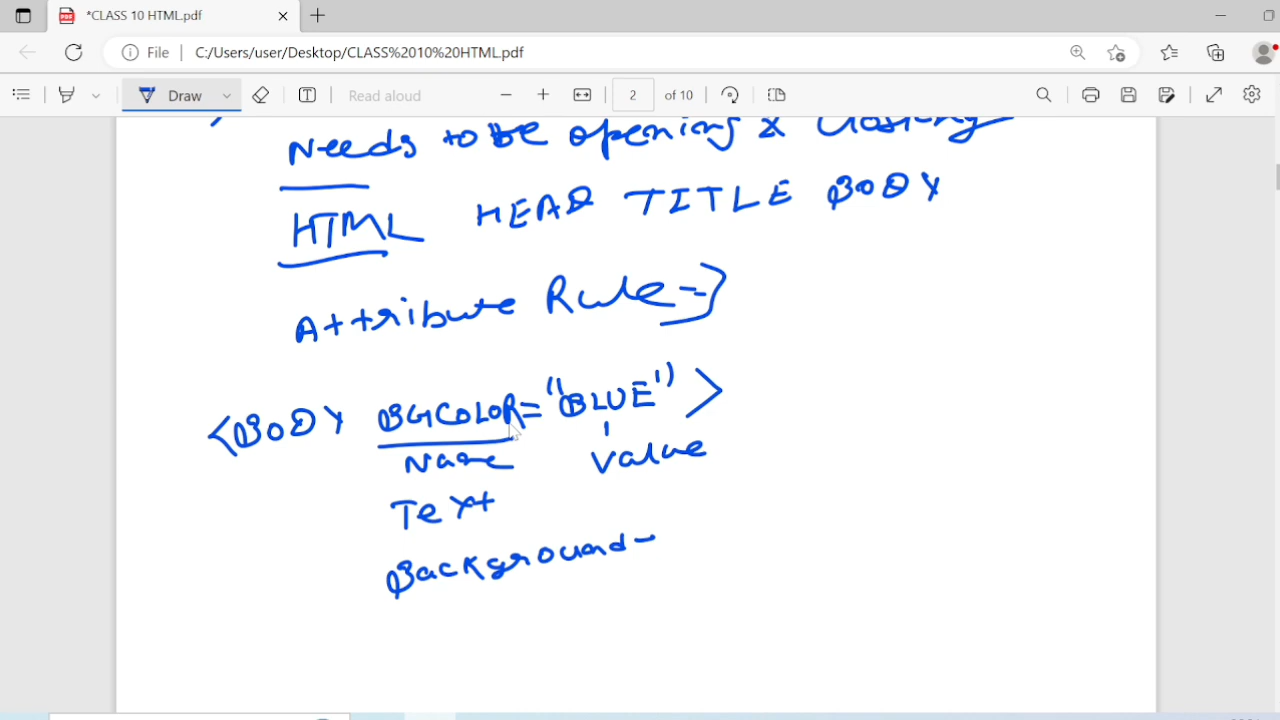 *CLASS 10 HTML.pdf
File | C:/Users/user/Desktop/CLASS%2010%20HTML.pdf
Draw Read aloud 2 of 10
Needs to be opening & Closing
HTML HEAD TITLE BODY
Attribute Rule =>
<BODY BGCOLOR="BLUE">
Name Value
Text
Background -